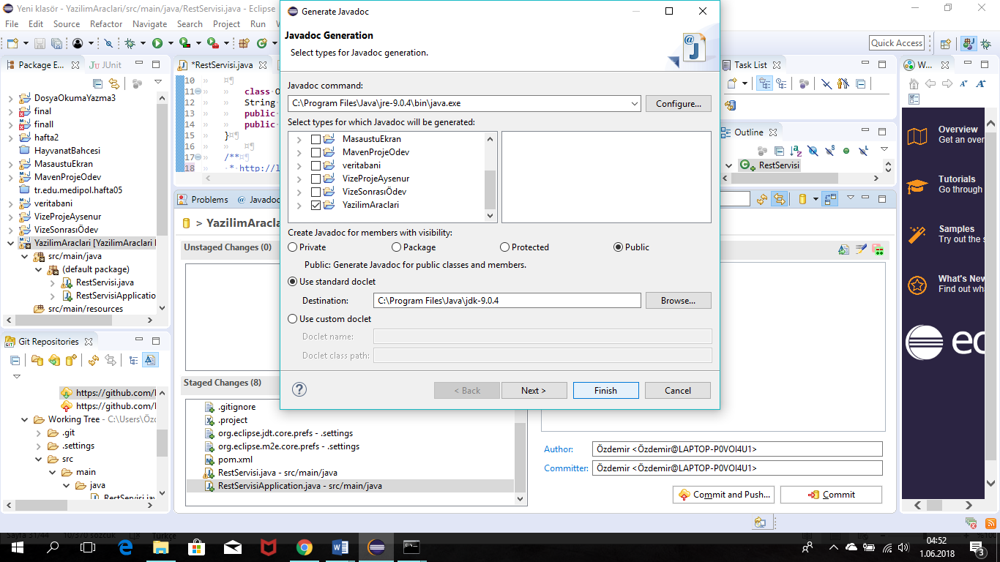 Yeni klasör - YazilimAraclari/src/main/java/RestServisi.java - Eclipse
File Edit Source Refactor Navigate Search Project Run
Quick Access
Package E...
JUnit
DosyaOkumaYazma3
final
finall
hafta2
HayvanatBahcesi
MasaustuEkran
MavenProjeOdev
tr.edu.medipol.hafta05
veritabani
VizeProjeAysenur
VizeSonrasıÖdev
YazilimAraclari [YazilimAraclari
src/main/java
(default package)
RestServisi.java
RestServisiApplicatio
src/main/resources
Git Repositories
https://github.com/
https://github.com/
Working Tree - C:\Users\Özd
.git
.settings
src
main
java
RestServisi.jav
*RestServisi.java
10
11 class
12 String
13 public
14 public
15 }
16
17 /**
18 * http://l
Problems
Javadoc
> YazilimAracla
Unstaged Changes (0)
Staged Changes (8)
.gitignore
.project
org.eclipse.jdt.core.prefs - .settings
org.eclipse.m2e.core.prefs - .settings
pom.xml
RestServisi.java - src/main/java
RestServisiApplication.java - src/main/java
Generate Javadoc
Javadoc Generation
Select types for Javadoc generation.
Javadoc command:
C:\Program Files\Java\jre-9.0.4\bin\java.exe
Configure...
Select types for which Javadoc will be generated:
MasaustuEkran
MavenProjeOdev
veritabani
VizeProjeAysenur
VizeSonrasıÖdev
YazilimAraclari
Create Javadoc for members with visibility:
Private Package Protected Public
Public: Generate Javadoc for public classes and members.
Use standard doclet
Destination:
C:\Program Files\Java\jdk-9.0.4
Browse...
Use custom doclet
Doclet name:
Doclet class path:
< Back
Next >
Finish
Cancel
Author:
Özdemir <Özdemir@LAPTOP-P0VOI4U1>
Committer:
Özdemir <Özdemir@LAPTOP-P0VOI4U1>
Commit and Push...
Commit
Task List
Outline
RestServisi
W...
Overview
Get an over
Tutorials
Go through
Samples
Try out the s
What's New
Find out wha
ec
Sayfa 31/44 10/370 sözcük Türkçe
%100
04:52
1.06.2018
3